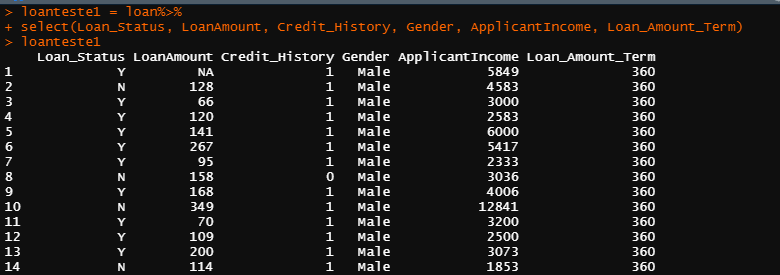 > loanteste1 = loan%>%
+ select(Loan_Status, LoanAmount, Credit_History, Gender, ApplicantIncome, Loan_Amount_Term)
> loanteste1
Loan_Status LoanAmount Credit_History Gender ApplicantIncome Loan_Amount_Term
1 Y NA 1 Male 5849 360
2 N 128 1 Male 4583 360
3 Y 66 1 Male 3000 360
4 Y 120 1 Male 2583 360
5 Y 141 1 Male 6000 360
6 Y 267 1 Male 5417 360
7 Y 95 1 Male 2333 360
8 N 158 0 Male 3036 360
9 Y 168 1 Male 4006 360
10 N 349 1 Male 12841 360
11 Y 70 1 Male 3200 360
12 Y 109 1 Male 2500 360
13 Y 200 1 Male 3073 360
14 N 114 1 Male 1853 360